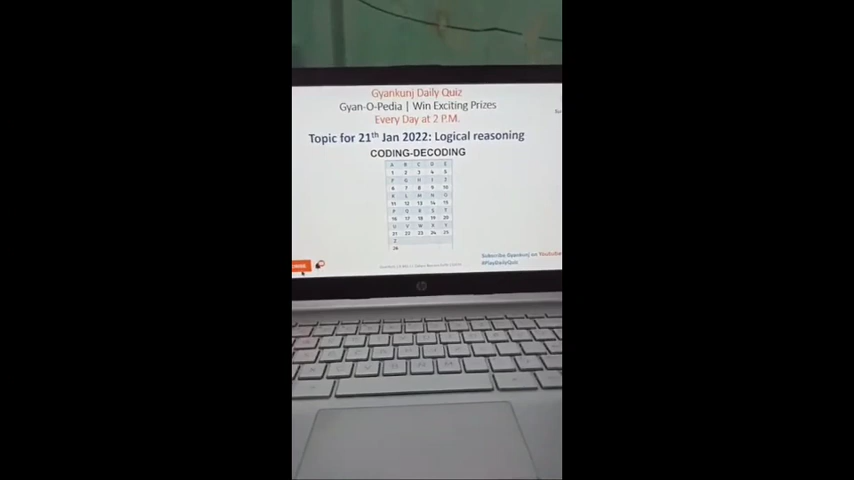 Gyankunj Daily Quiz
Gyan-O-Pedia | Win Exciting Prizes
Every Day at 2 P.M.
Topic for 21th Jan 2022: Logical reasoning
CODING-DECODING
A B C D E
1 2 3 4 5
F G H I J
6 7 8 9 10
K L M N O
11 12 13 14 15
P Q R S T
16 17 18 19 20
U V W X Y
21 22 23 24 25
Z
26
Subscribe Gyankunj on Youtube
#PlayDailyQuiz
hp